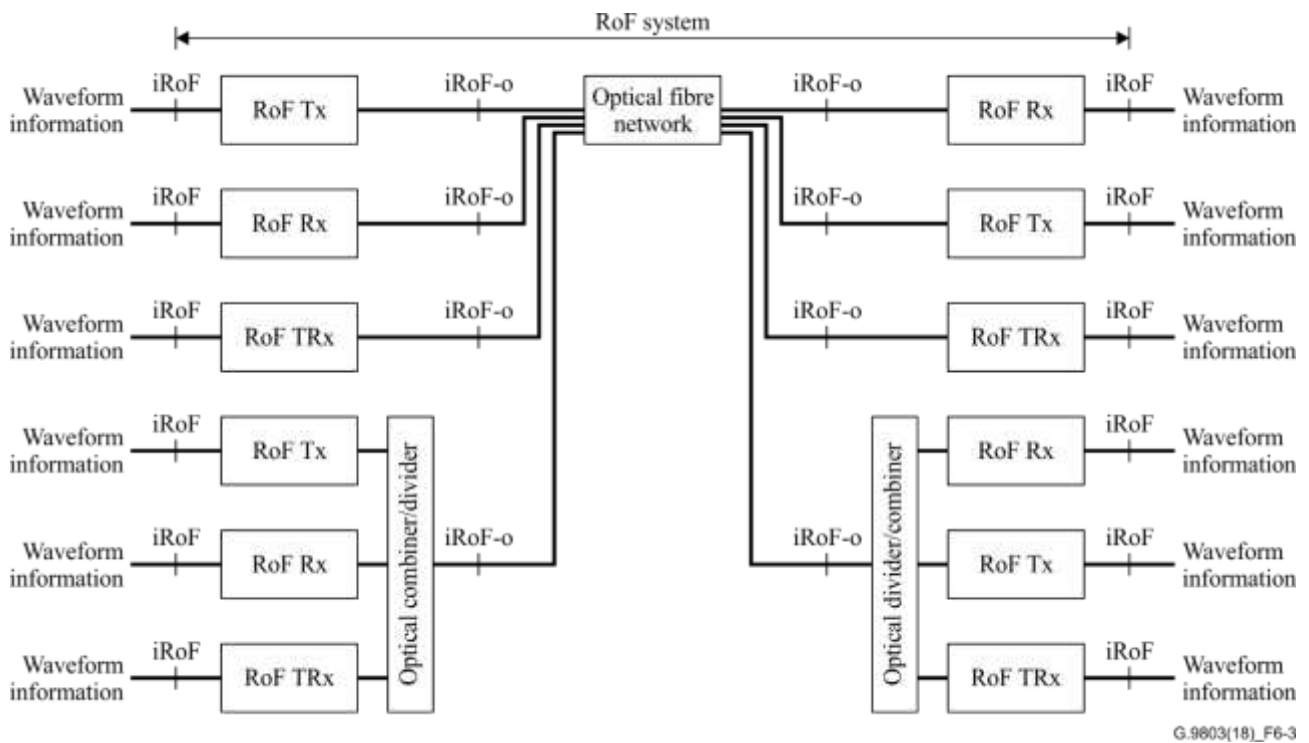 RoF system
iRoF iRoF-o iRoF-o iRoF
Waveform information RoF Tx Optical fibre network RoF Rx Waveform information
iRoF iRoF-o iRoF-o iRoF
Waveform information RoF Rx RoF Tx Waveform information
iRoF iRoF-o iRoF-o iRoF
Waveform information RoF TRx RoF TRx Waveform information
iRoF iRoF
Waveform information RoF Tx RoF Rx Waveform information
Optical combiner/divider
Optical divider/combiner
iRoF iRoF-o iRoF-o iRoF
Waveform information RoF Rx RoF Tx Waveform information
iRoF iRoF
Waveform information RoF TRx RoF TRx Waveform information
G.9803(18)_F6-3